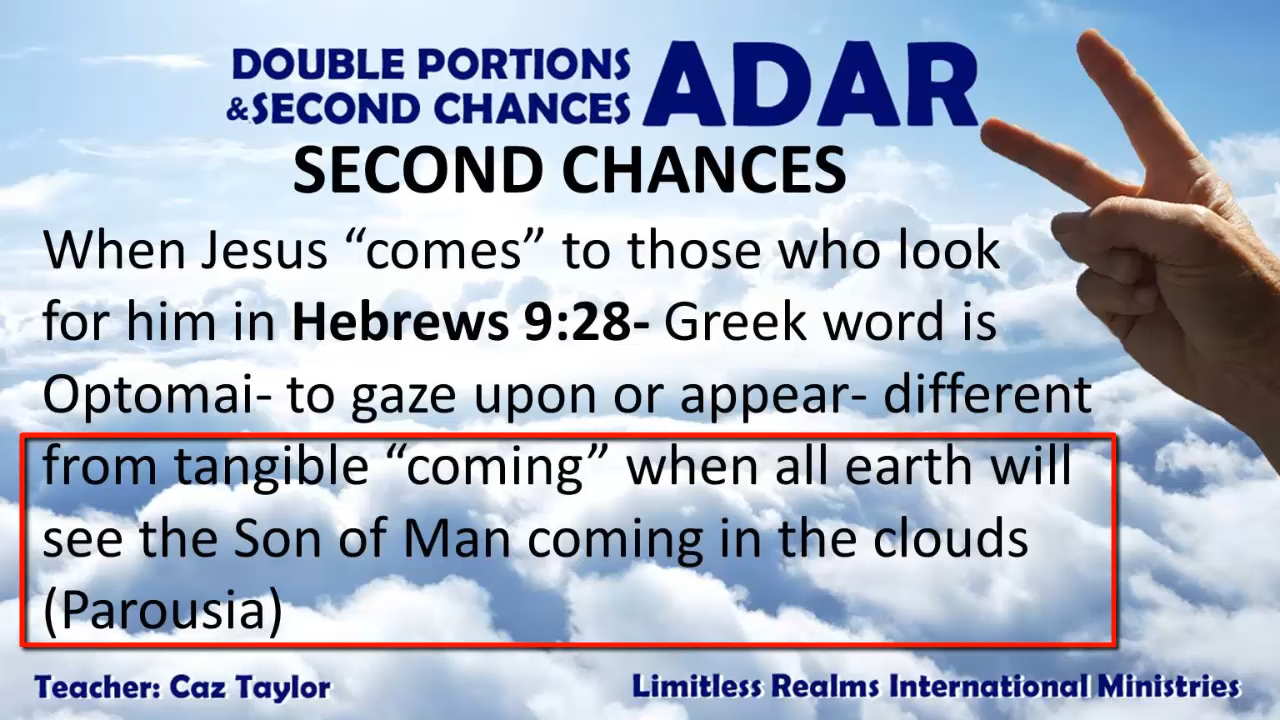 DOUBLE PORTIONS
&SECOND CHANCES
ADAR
SECOND CHANCES
When Jesus “comes” to those who look
for him in Hebrews 9:28- Greek word is
Optomai- to gaze upon or appear- different
from tangible “coming” when all earth will
see the Son of Man coming in the clouds
(Parousia)
Teacher: Caz Taylor
Limitless Realms International Ministries